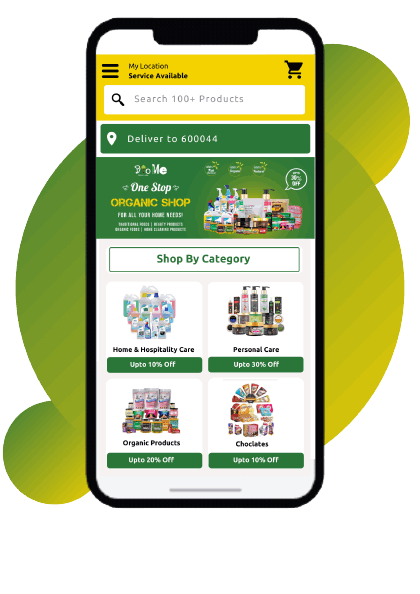 My Location
Service Available
Search 100+ Products
Deliver to 600044
One Stop
ORGANIC SHOP
FOR ALL YOUR HOME NEEDS!
TRADITIONAL FOODS | BEAUTY PRODUCTS
ORGANIC FOODS | HOME CLEANING PRODUCTS
30%
OFF
Shop By Category
Home & Hospitality Care
Personal Care
Upto 10% Off
Upto 30% Off
Organic Products
Choclates
Upto 20% Off
Upto 10% Off